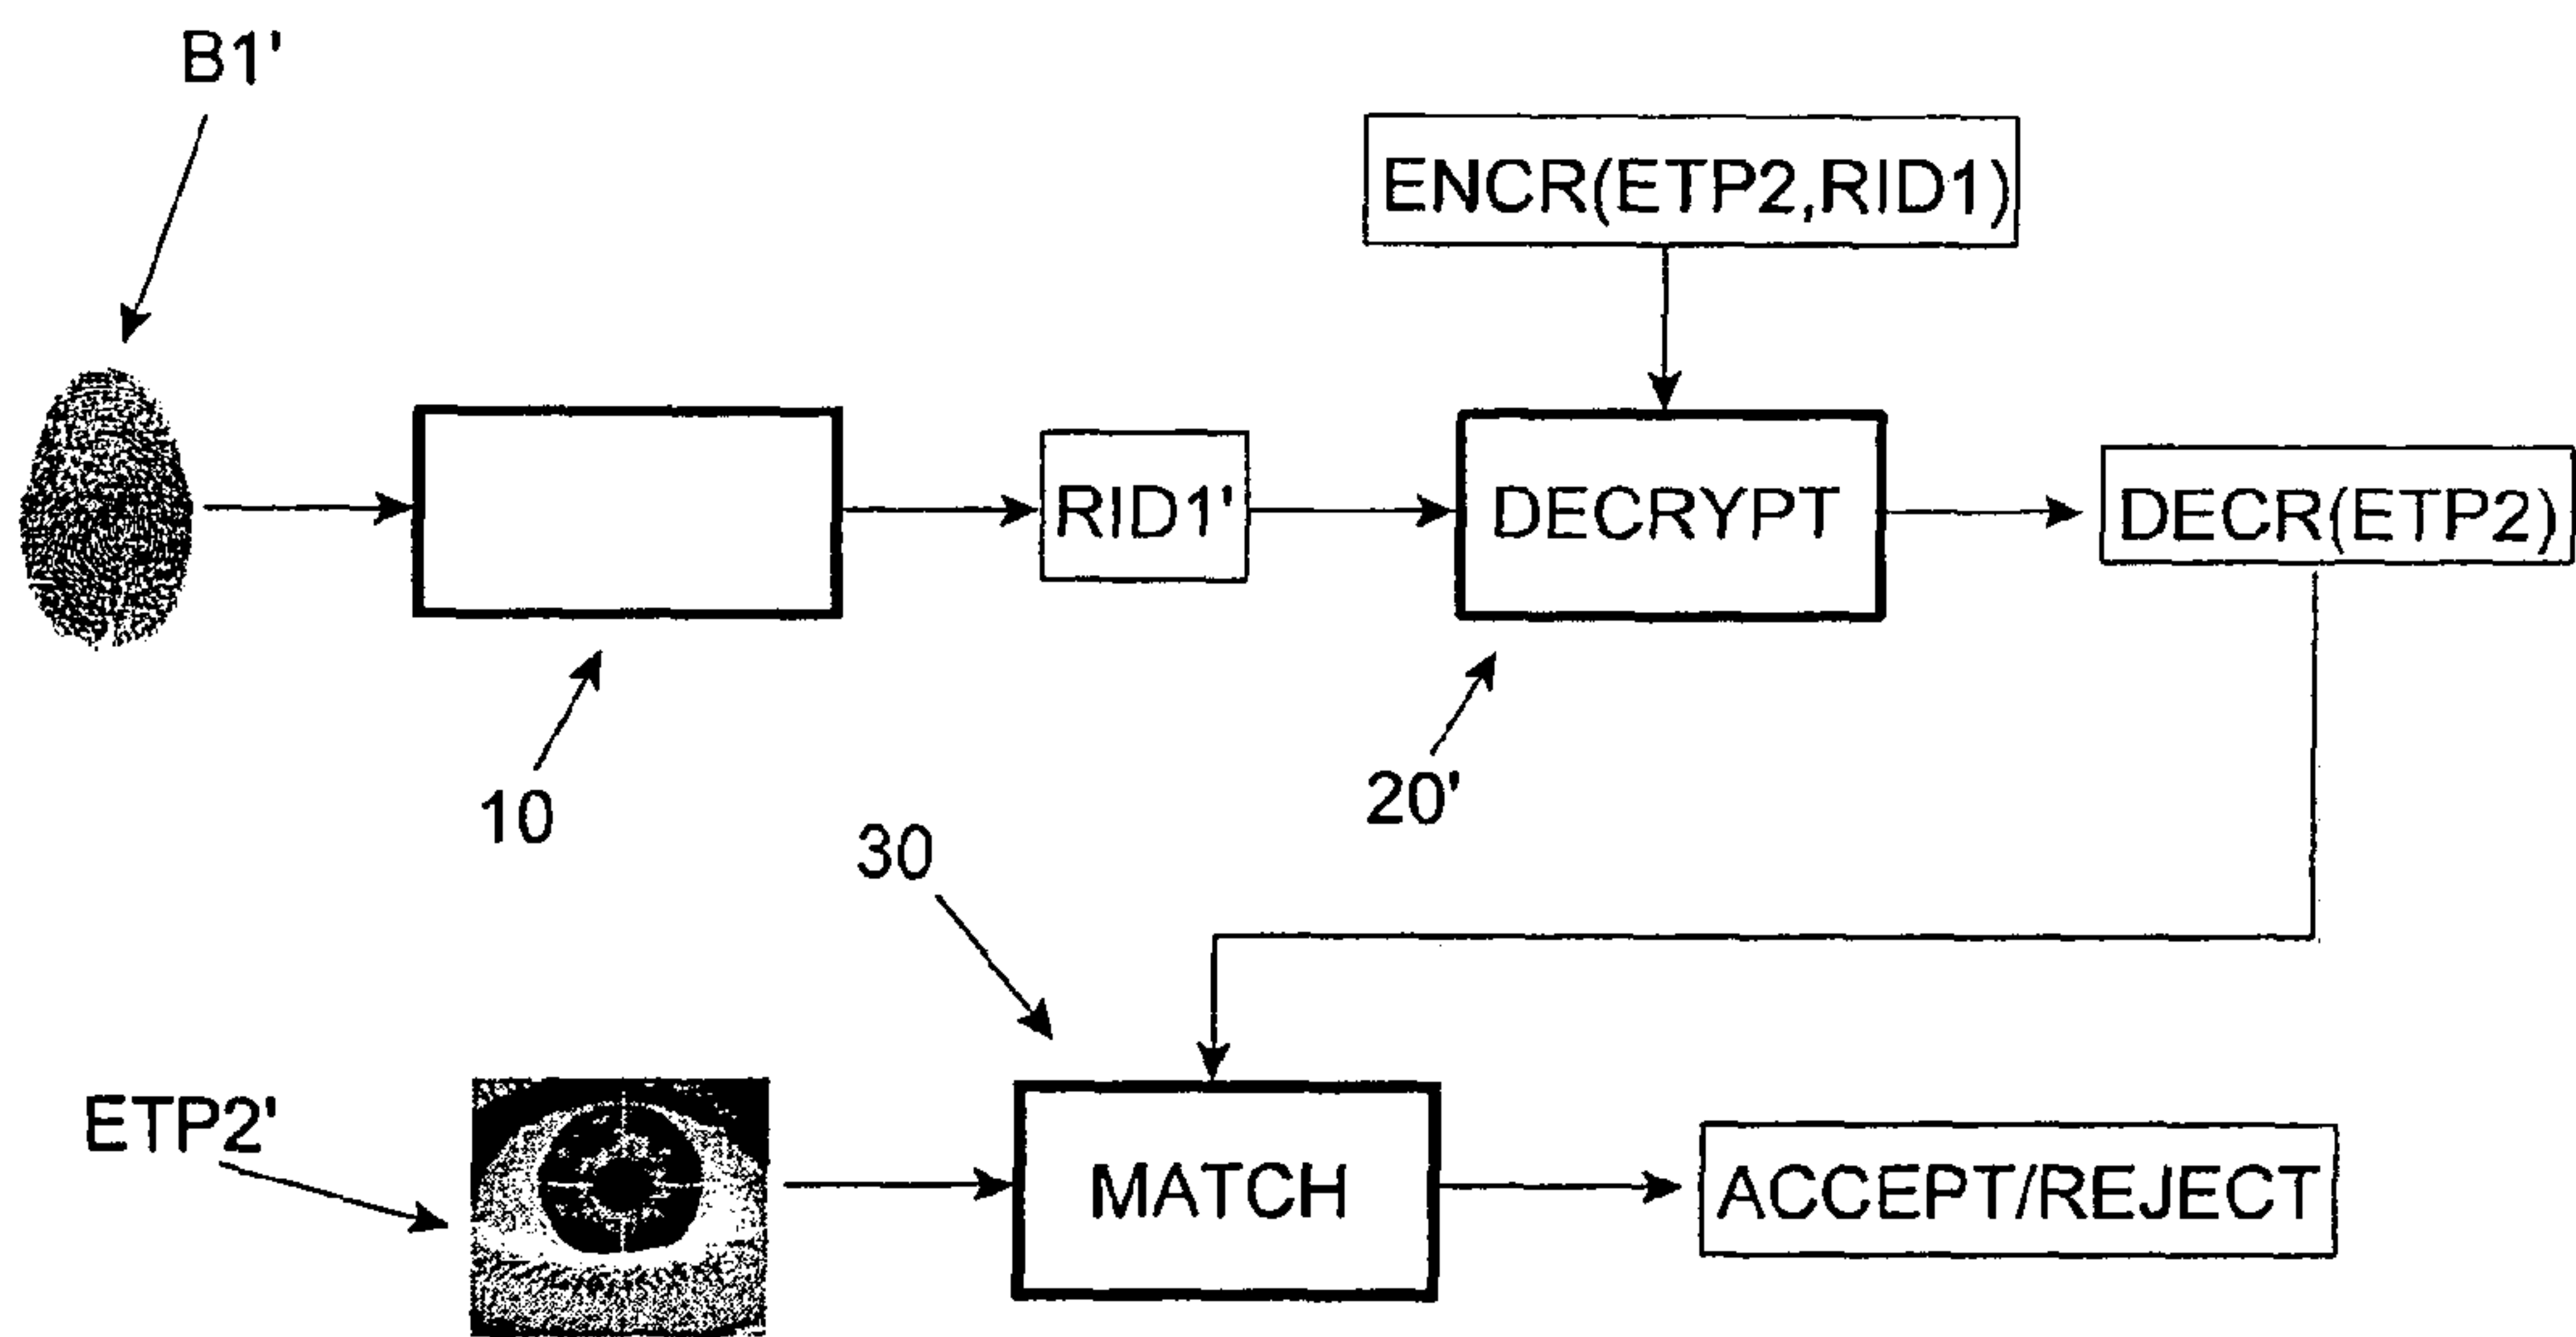 B1'
ENCR(ETP2,RID1)
RID1'
DECRYPT
DECR(ETP2)
10
20'
30
ETP2'
MATCH
ACCEPT/REJECT